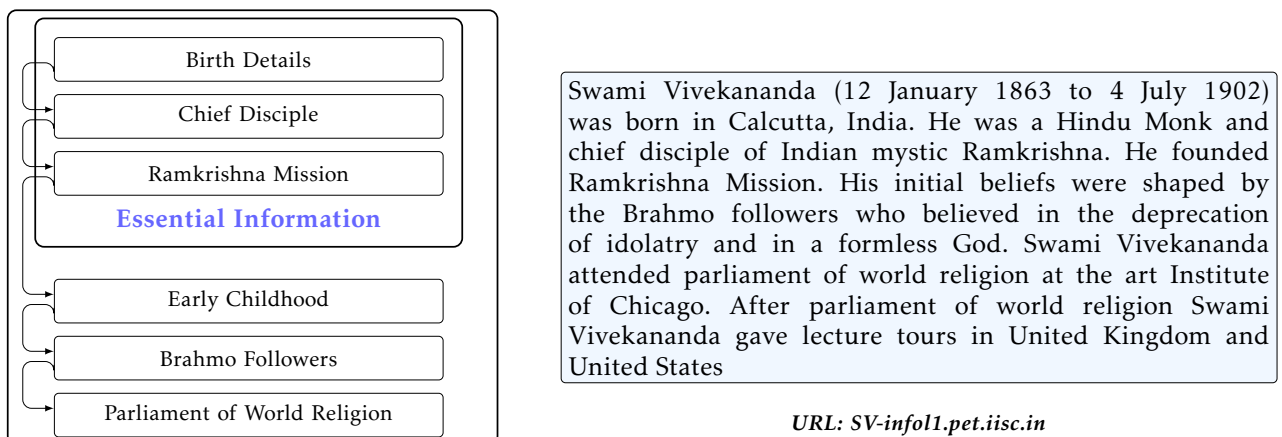 Birth Details
Chief Disciple
Ramkrishna Mission
Essential Information
Early Childhood
Brahmo Followers
Parliament of World Religion
Swami Vivekananda (12 January 1863 to 4 July 1902)
was born in Calcutta, India. He was a Hindu Monk and
chief disciple of Indian mystic Ramkrishna. He founded
Ramkrishna Mission. His initial beliefs were shaped by
the Brahmo followers who believed in the deprecation
of idolatry and in a formless God. Swami Vivekananda
attended parliament of world religion at the art Institute
of Chicago. After parliament of world religion Swami
Vivekananda gave lecture tours in United Kingdom and
United States
URL: SV-infol1.pet.iisc.in